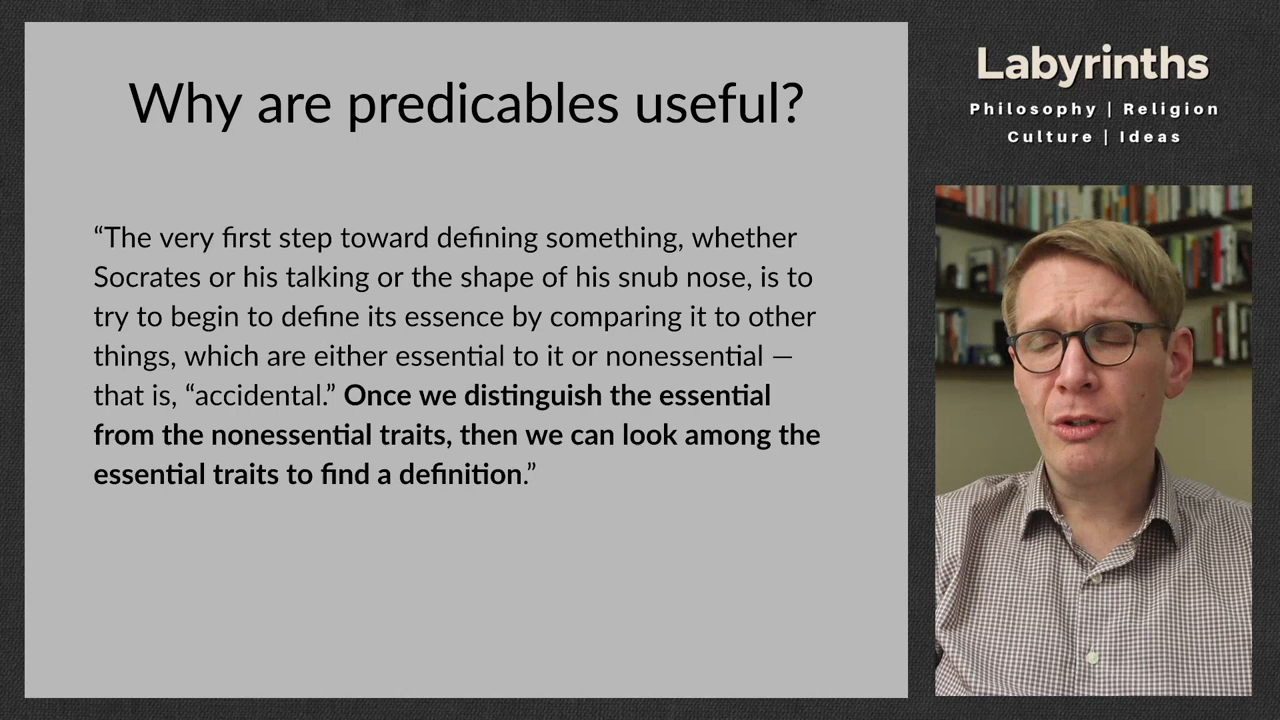 Why are predicables useful?
“The very first step toward defining something, whether
Socrates or his talking or the shape of his snub nose, is to
try to begin to define its essence by comparing it to other
things, which are either essential to it or nonessential —
that is, “accidental.” Once we distinguish the essential
from the nonessential traits, then we can look among the
essential traits to find a definition.”
Labyrinths
Philosophy | Religion
Culture | Ideas